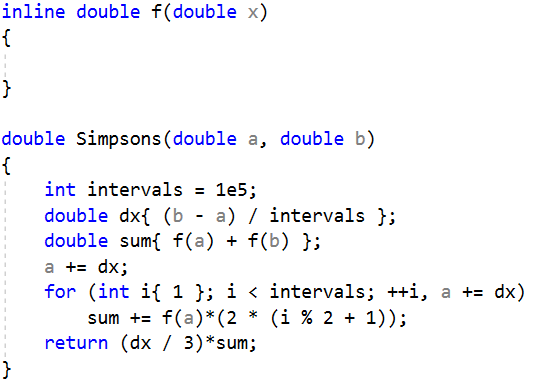 inline double f(double x)
{
}
double Simpsons(double a, double b)
{
    int intervals = 1e5;
    double dx{ (b - a) / intervals };
    double sum{ f(a) + f(b) };
    a += dx;
    for (int i{ 1 }; i < intervals; ++i, a += dx)
        sum += f(a)*(2 * (i % 2 + 1));
    return (dx / 3)*sum;
}